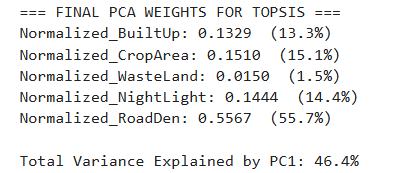 === FINAL PCA WEIGHTS FOR TOPSIS ===
Normalized_BuiltUp: 0.1329  (13.3%)
Normalized_CropArea: 0.1510  (15.1%)
Normalized_WasteLand: 0.0150  (1.5%)
Normalized_NightLight: 0.1444  (14.4%)
Normalized_RoadDen: 0.5567  (55.7%)

Total Variance Explained by PC1: 46.4%